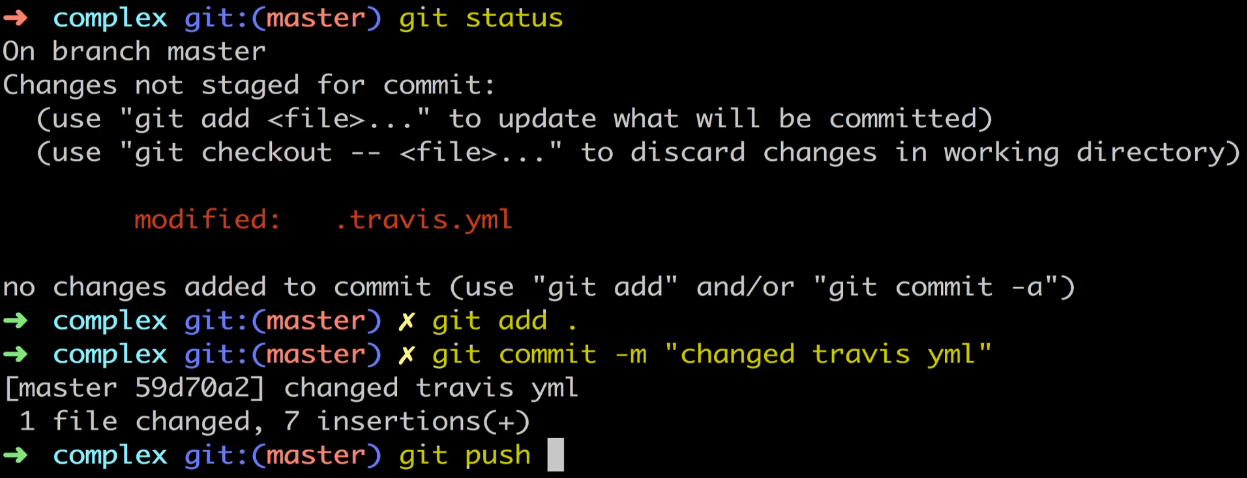 ➜  complex git:(master) git status
On branch master
Changes not staged for commit:
  (use "git add <file>..." to update what will be committed)
  (use "git checkout -- <file>..." to discard changes in working directory)
        modified:   .travis.yml
no changes added to commit (use "git add" and/or "git commit -a")
➜  complex git:(master) ✗ git add .
➜  complex git:(master) ✗ git commit -m "changed travis yml"
[master 59d70a2] changed travis yml
 1 file changed, 7 insertions(+)
➜  complex git:(master) git push